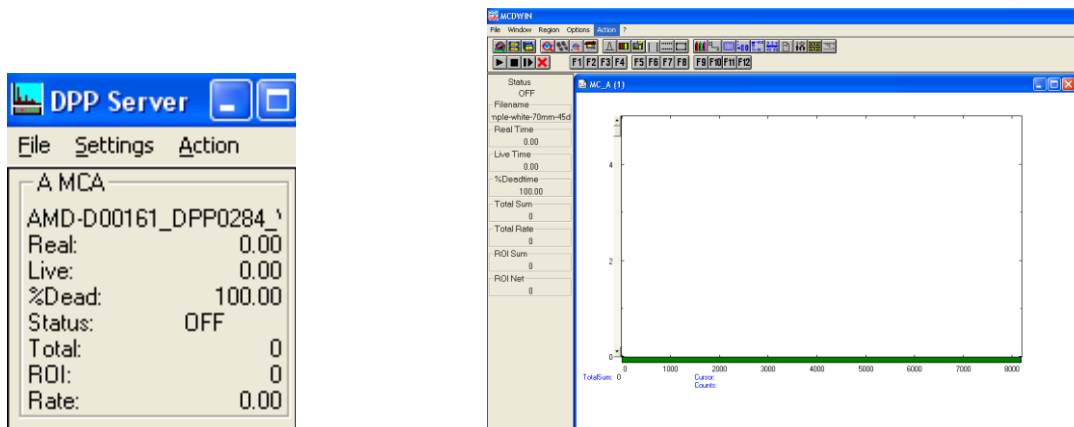 DPP Server
File Settings Action
A MCA
AMD-D00161_DPP0284_
Real: 0.00
Live: 0.00
%Dead: 100.00
Status: OFF
Total: 0
ROI: 0
Rate: 0.00
MCDWIN
File Window Region Options Action ?
F1 F2 F3 F4 F5 F6 F7 F8 F9 F10 F11 F12
Status
OFF
Filename
mple-white-70mm-45d
Real Time
0.00
Live Time
0.00
%Deadtime
100.00
Total Sum
0
Total Rate
0
ROI Sum
0
ROI Net
0
MC_A (1)
4
2
0
0 1000 2000 3000 4000 5000 6000 7000 8000
TotalSum: 0 Cursor:
Counts: